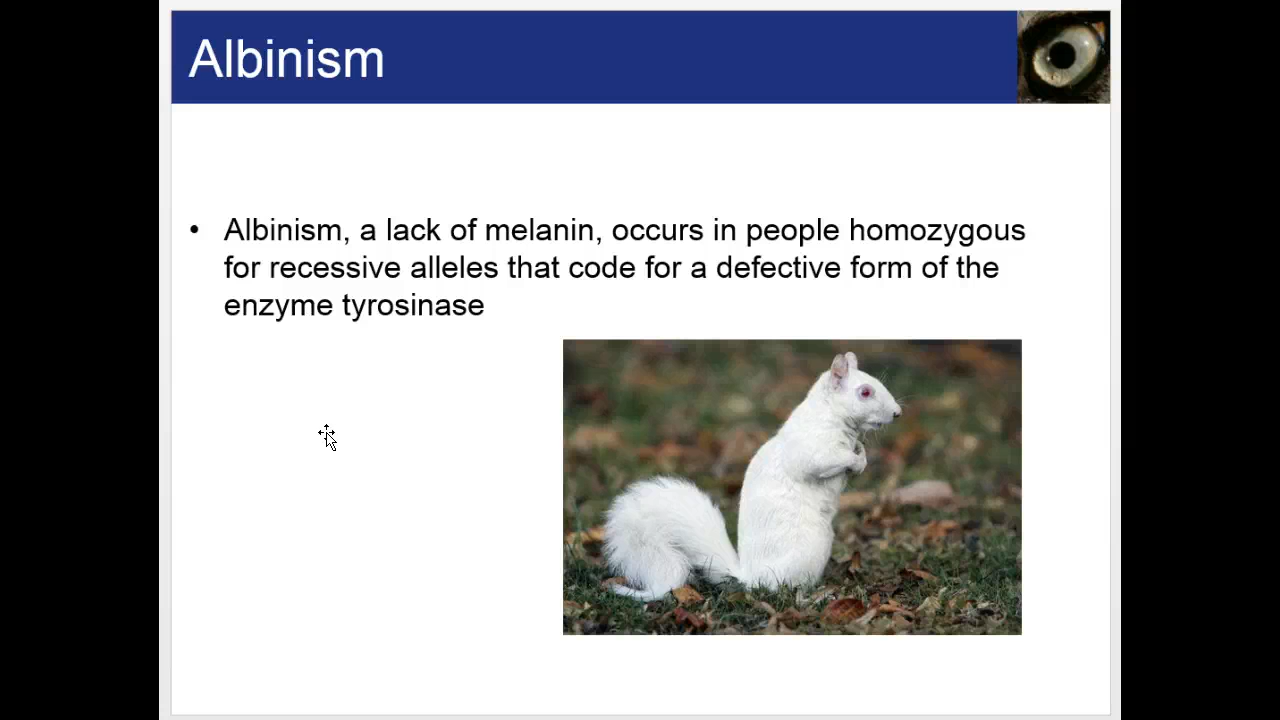 Albinism
• Albinism, a lack of melanin, occurs in people homozygous
for recessive alleles that code for a defective form of the
enzyme tyrosinase